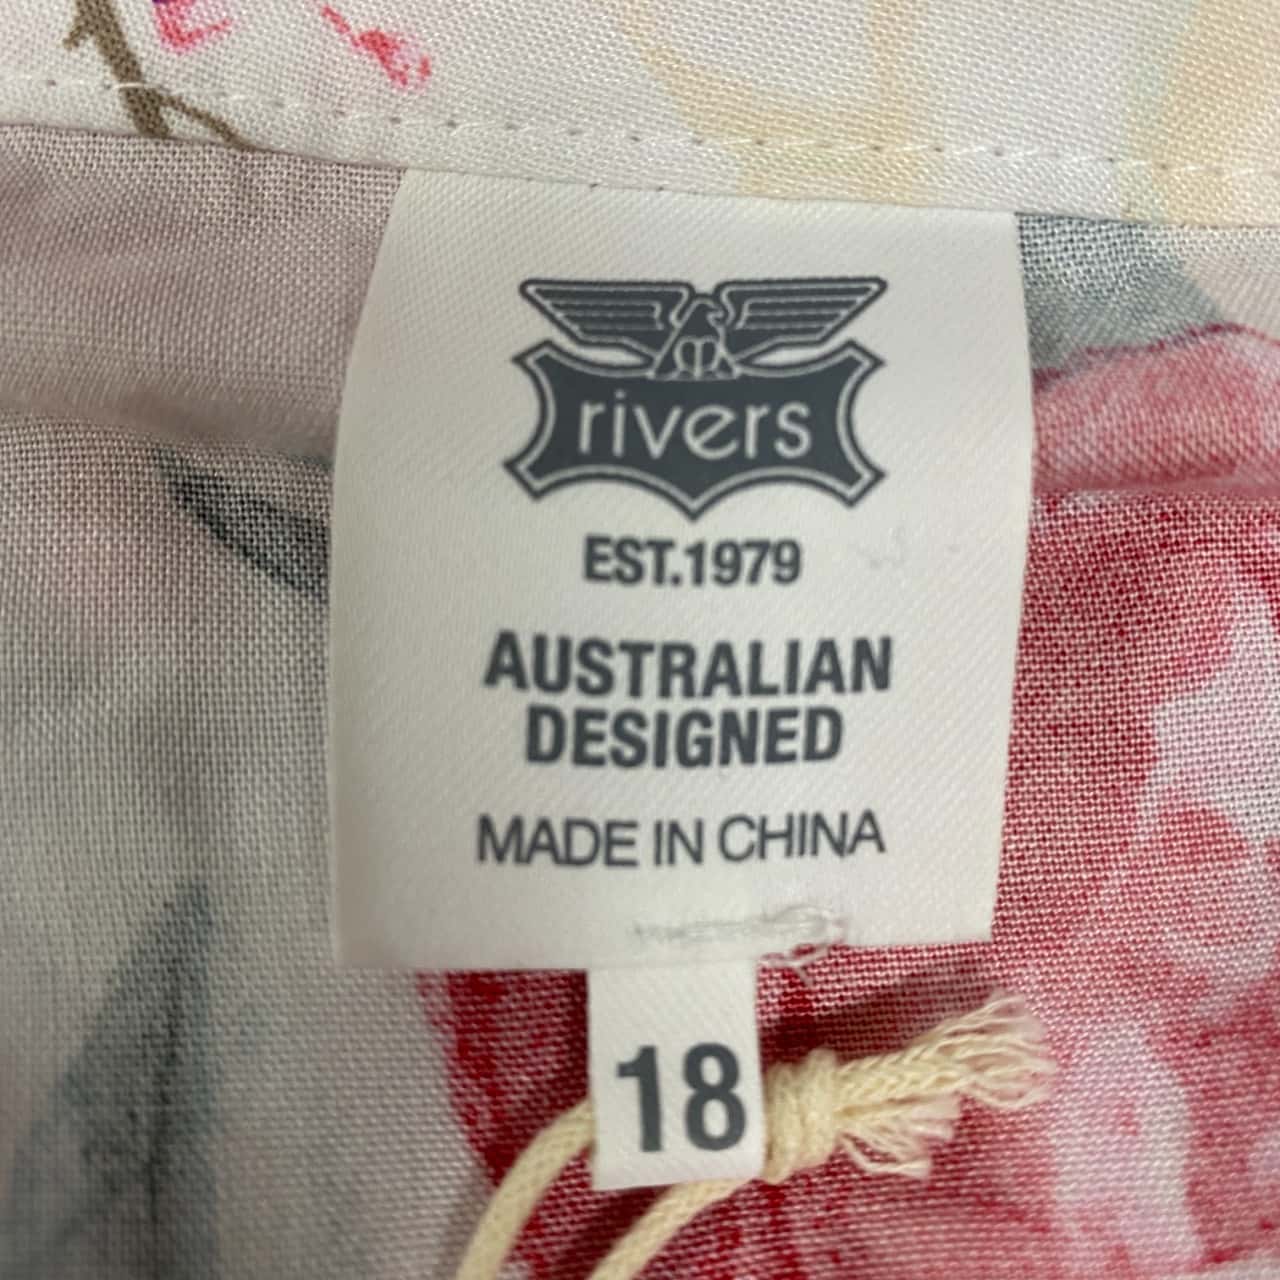 rivers
EST.1979
AUSTRALIAN
DESIGNED
MADE IN CHINA
18